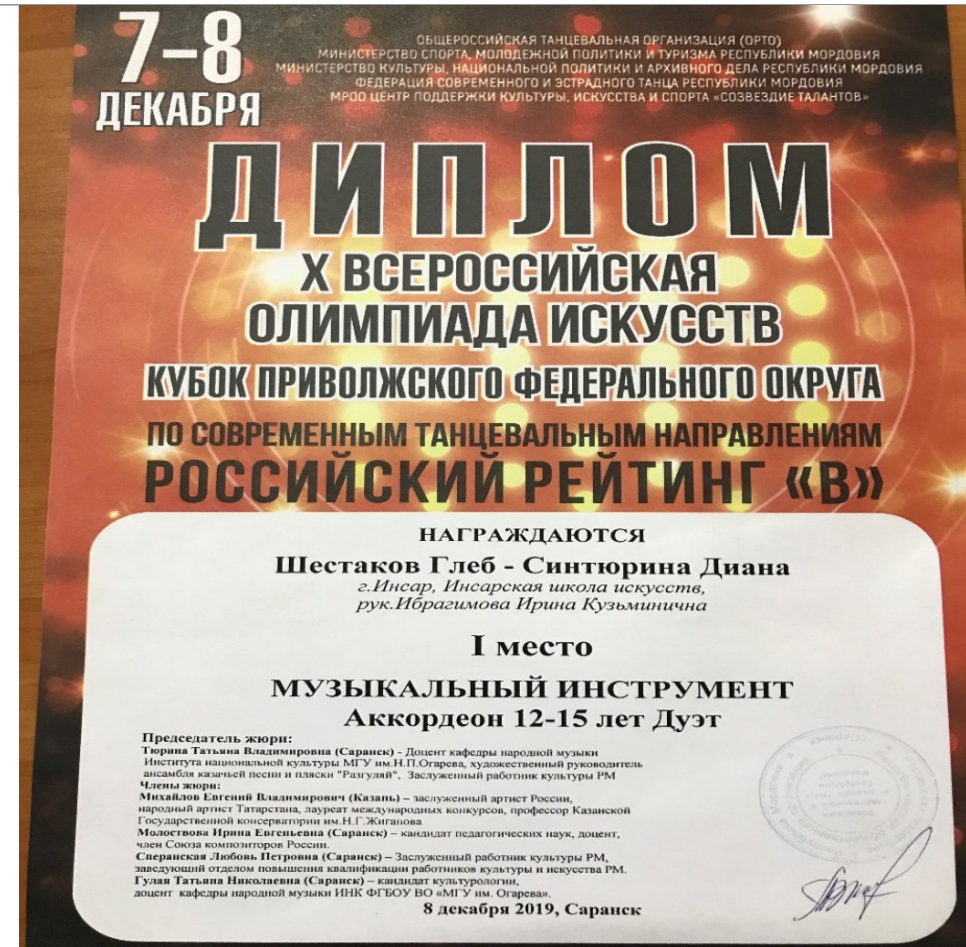 7–8
ДЕКАБРЯ
ОБЩЕРОССИЙСКАЯ ТАНЦЕВАЛЬНАЯ ОРГАНИЗАЦИЯ (ОРТО)
МИНИСТЕРСТВО СПОРТА, МОЛОДЕЖНОЙ ПОЛИТИКИ И ТУРИЗМА РЕСПУБЛИКИ МОРДОВИЯ
МИНИСТЕРСТВО КУЛЬТУРЫ, НАЦИОНАЛЬНОЙ ПОЛИТИКИ И АРХИВНОГО ДЕЛА РЕСПУБЛИКИ МОРДОВИЯ
ФЕДЕРАЦИЯ СОВРЕМЕННОГО И ЭСТРАДНОГО ТАНЦА РЕСПУБЛИКИ МОРДОВИЯ
МРОО ЦЕНТР ПОДДЕРЖКИ КУЛЬТУРЫ, ИСКУССТВА И СПОРТА «СОЗВЕЗДИЕ ТАЛАНТОВ»
ДИПЛОМ
X ВСЕРОССИЙСКАЯ
ОЛИМПИАДА ИСКУССТВ
КУБОК ПРИВОЛЖСКОГО ФЕДЕРАЛЬНОГО ОКРУГА
ПО СОВРЕМЕННЫМ ТАНЦЕВАЛЬНЫМ НАПРАВЛЕНИЯМ
РОССИЙСКИЙ РЕЙТИНГ «В»
НАГРАЖДАЮТСЯ
Шестаков Глеб - Синтюрина Диана
г.Инсар, Инсарская школа искусств,
рук.Ибрагимова Ирина Кузьминична
I место
МУЗЫКАЛЬНЫЙ ИНСТРУМЕНТ
Аккордеон 12-15 лет Дуэт
Председатель жюри:
Тюрина Татьяна Владимировна (Саранск) - Доцент кафедры народной музыки
Института национальной культуры МГУ им.Н.П.Огарева, художественный руководитель
ансамбля казачьей песни и пляски "Разгуляй". Заслуженный работник культуры РМ
Члены жюри:
Михайлов Евгений Владимирович (Казань) – заслуженный артист России,
народный артист Татарстана, лауреат международных конкурсов, профессор Казанской
Государственной консерватории им.Н.Г.Жиганова
Молоствова Ирина Евгеньевна (Саранск) – кандидат педагогических наук, доцент,
член Союза композиторов России.
Сперанская Любовь Петровна (Саранск) – Заслуженный работник культуры РМ,
заведующий отделом повышения квалификации работников культуры и искусства РМ.
Гулая Татьяна Николаевна (Саранск) – кандидат культурологии,
доцент кафедры народной музыки ИНК ФГБОУ ВО «МГУ им. Огарева».
8 декабря 2019, Саранск